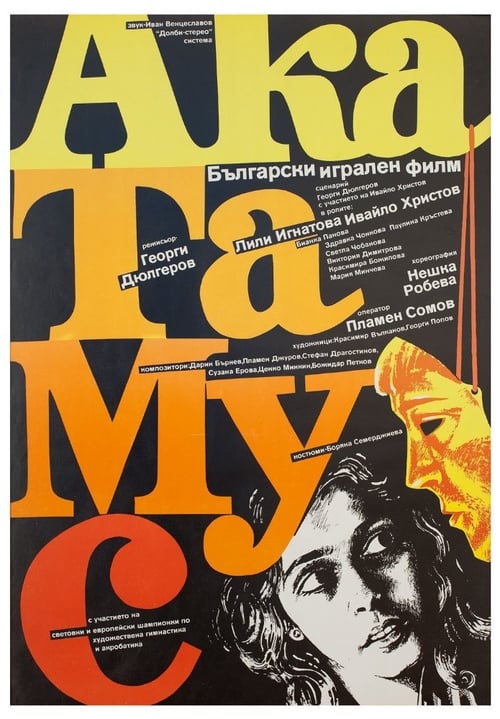 звук-Иван Венцеславов
"Долби-стерео"
система
Ака
Български игрален филм
сценарий
Георги Дюлгеров
с участието на Ивайло Христов
в ролите:
Лили Игнатова Ивайло Христов
Бианка Панова
Здравка Чоннова Паулина Кръстева
Светла Чобанова
Виктория Димитрова
Красимира Бонилова
Мария Минчева
режисьор-
Георги
Дюлгеров
Та
хореография
Нешка
Робева
оператор
Пламен Сомов
художници: Красимир Вълканов, Георги Попов
композитори: Дарин Бърнев, Пламен Джуров, Стефан Драгостинов,
Сузана Ерова, Ценко Минкин, Божидар Петков
Му
костюми-Боряна Семерджиева
С
с участието на
световни и европейски шампионки по
художествена гимнастика
и акробатика